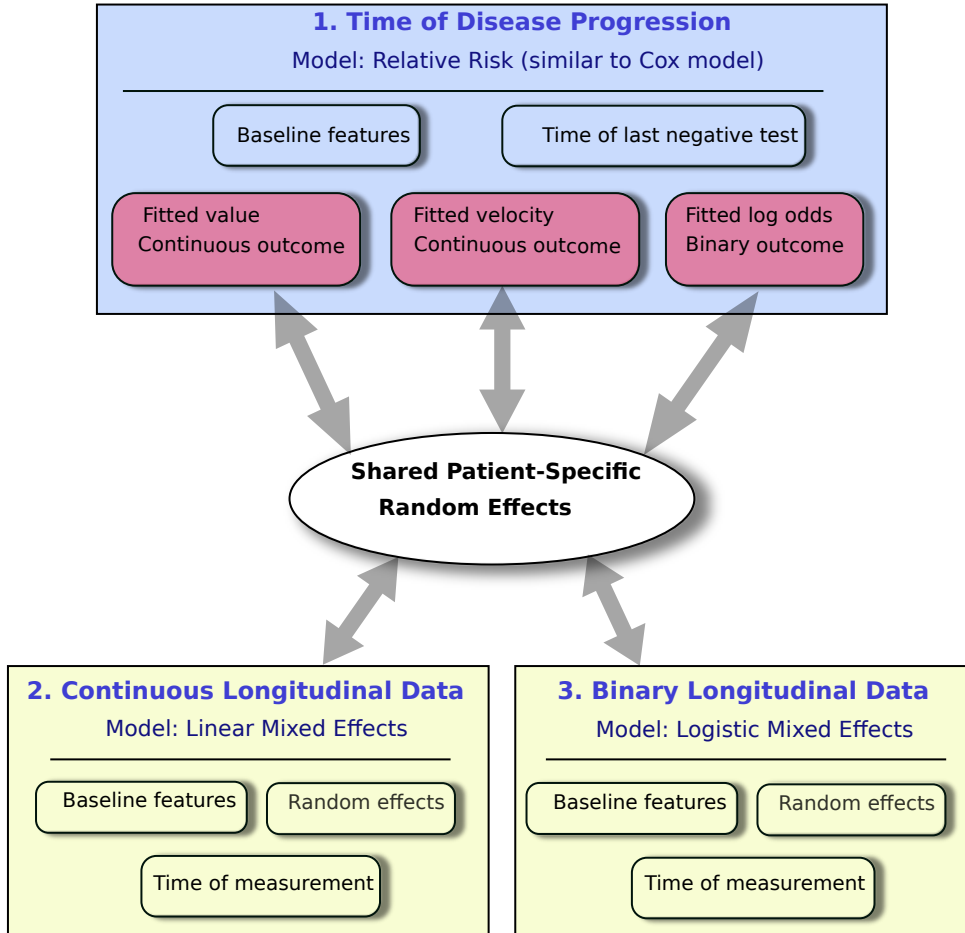 1. Time of Disease Progression
Model: Relative Risk (similar to Cox model)
Baseline features
Time of last negative test
Fitted value
Continuous outcome
Fitted velocity
Continuous outcome
Fitted log odds
Binary outcome
Shared Patient-Specific
Random Effects
2. Continuous Longitudinal Data
Model: Linear Mixed Effects
Baseline features
Random effects
Time of measurement
3. Binary Longitudinal Data
Model: Logistic Mixed Effects
Baseline features
Random effects
Time of measurement